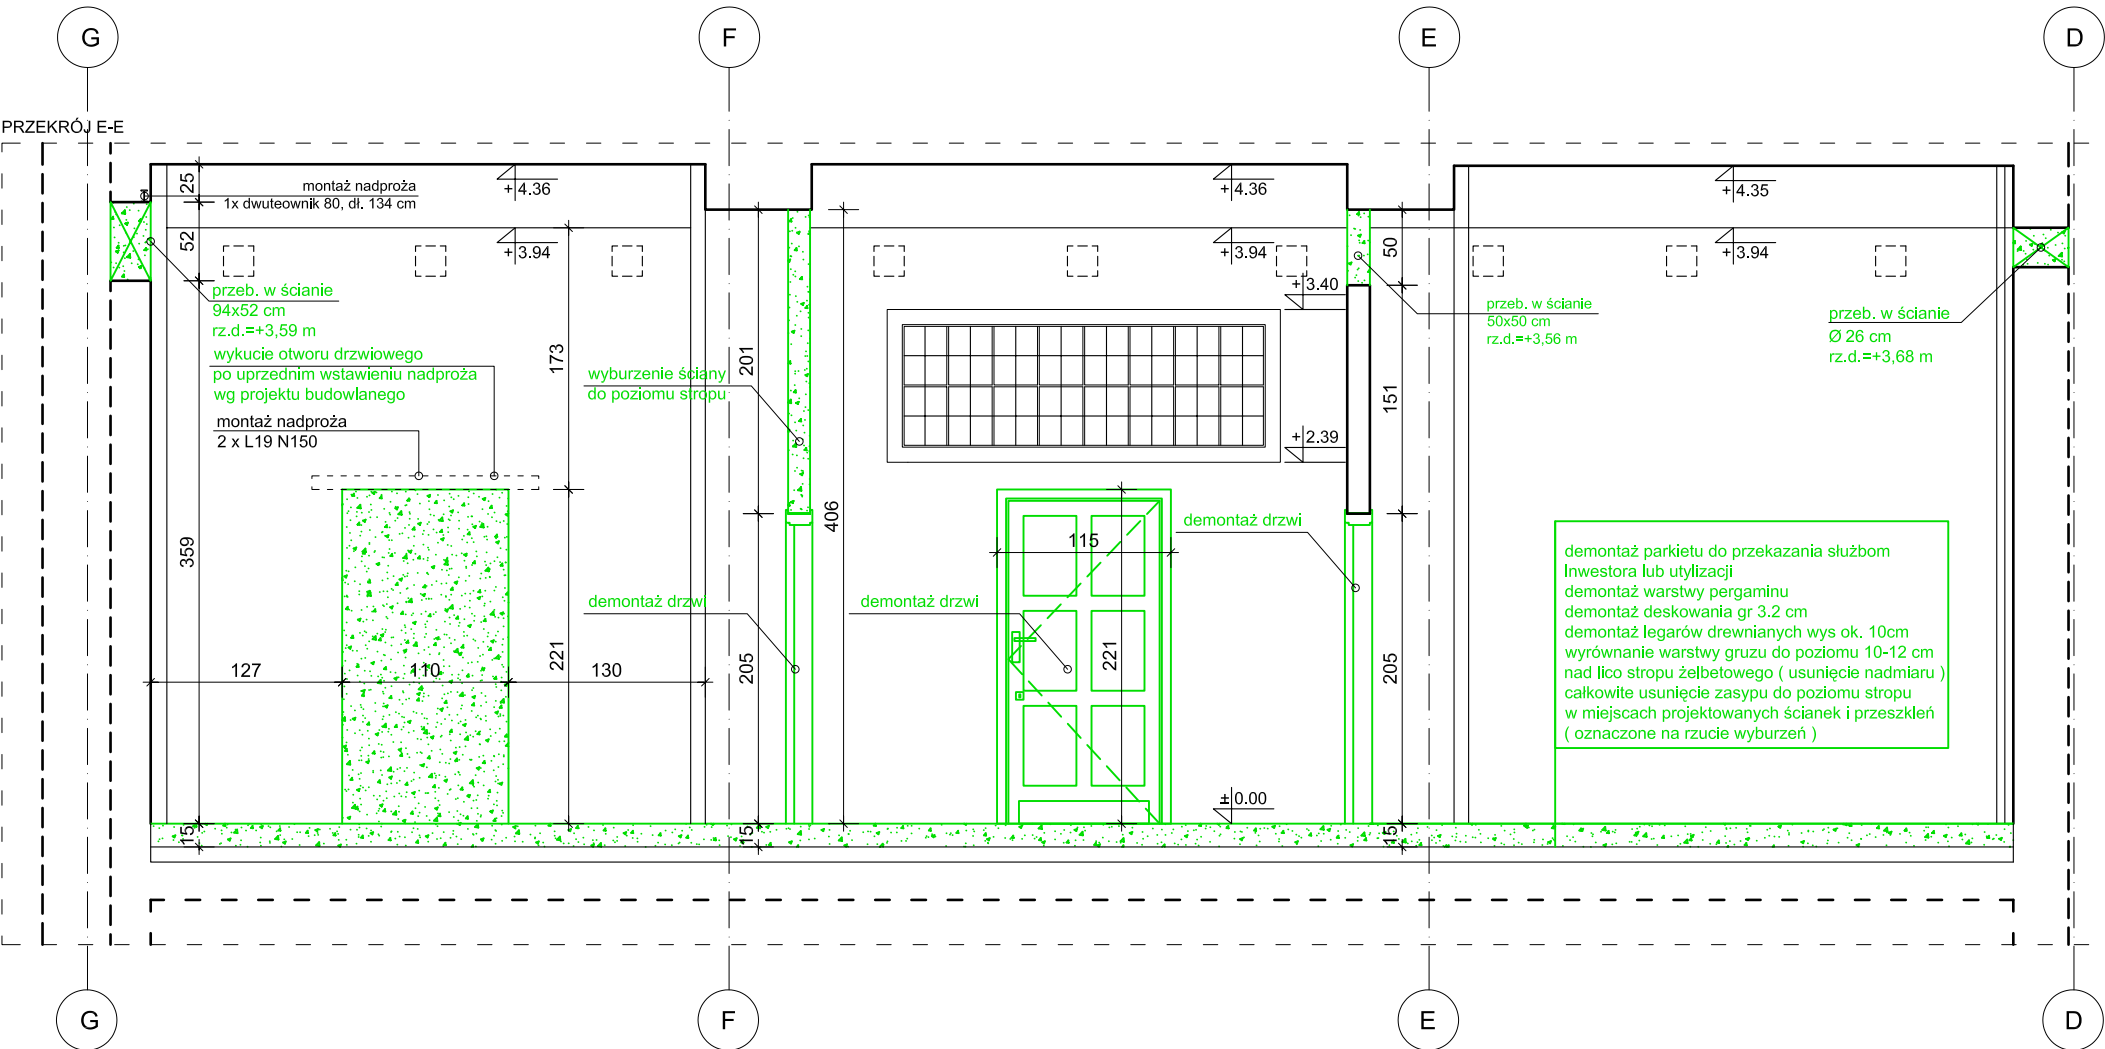 G
F
E
D
PRZEKRÓJ E-E
25
montaż nadproża
1x dwuteownik 80, dł. 134 cm
+4.36
+4.36
+4.35
52
+3.94
+3.94
+3.94
50
+3.40
przeb. w ścianie
94x52 cm
rz.d.=+3,59 m
przeb. w ścianie
50x50 cm
rz.d.=+3,56 m
przeb. w ścianie
Ø 26 cm
rz.d.=+3,68 m
wykucie otworu drzwiowego
po uprzednim wstawieniu nadproża
wg projektu budowlanego
173
wyburzenie ściany
do poziomu stropu
201
151
montaż nadproża
2 x L19 N150
+2.39
359
406
115
demontaż drzwi
demontaż parkietu do przekazania służbom
Inwestora lub utylizacji
demontaż warstwy pergaminu
demontaż deskowania gr 3.2 cm
demontaż legarów drewnianych wys ok. 10cm
wyrównanie warstwy gruzu do poziomu 10-12 cm
nad lico stropu żelbetowego ( usunięcie nadmiaru )
całkowite usunięcie zasypu do poziomu stropu
w miejscach projektowanych ścianek i przeszkleń
( oznaczone na rzucie wyburzeń )
demontaż drzwi
demontaż drzwi
127
110
130
221
205
221
205
±0.00
15
15
15
G
F
E
D